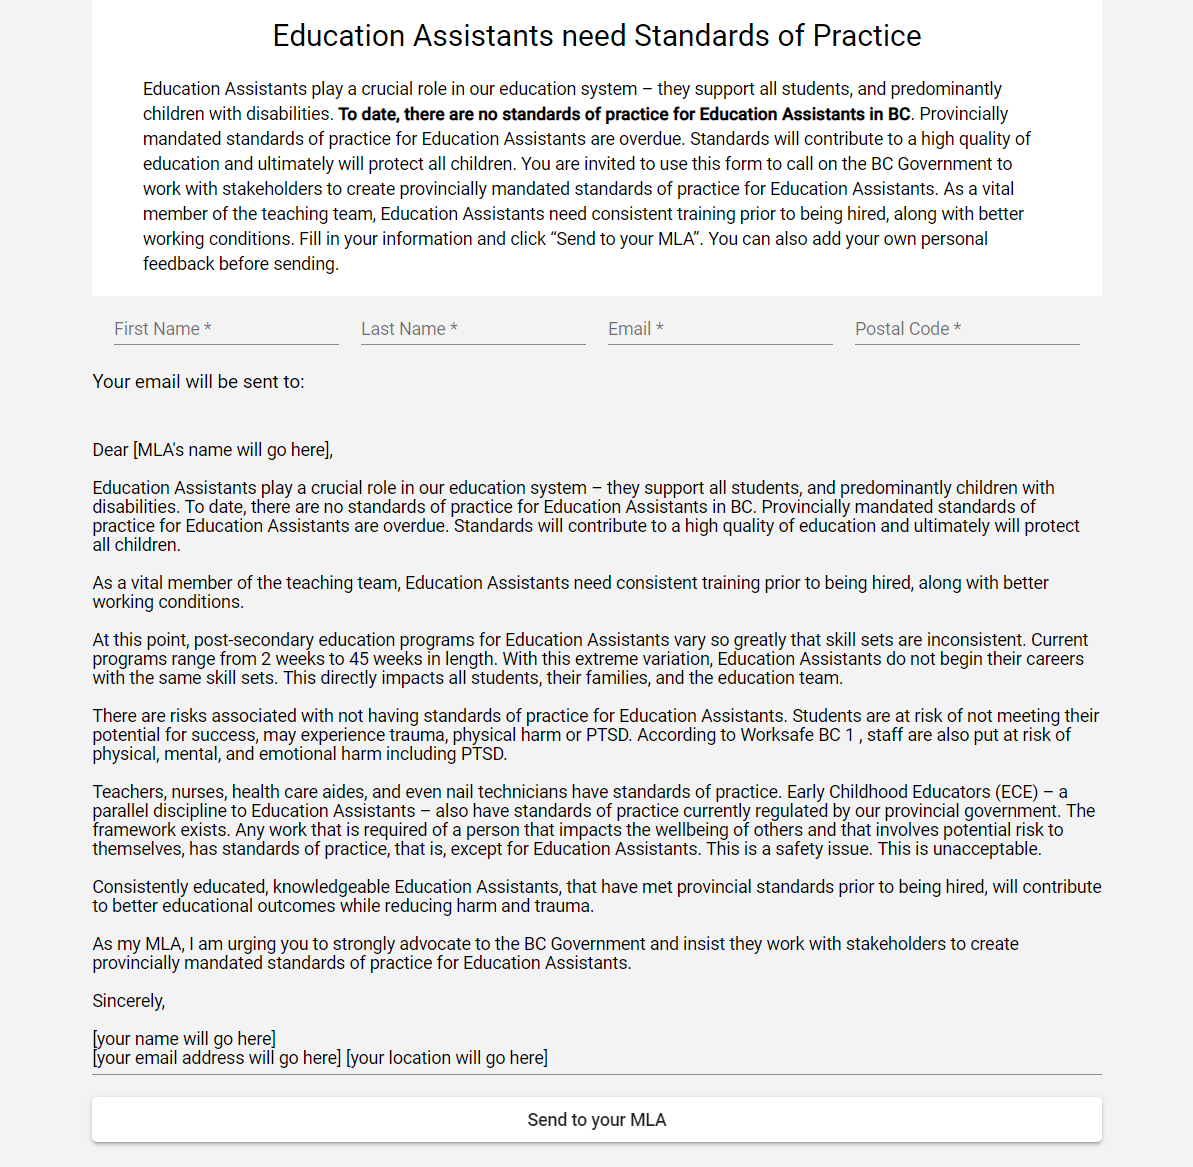 Education Assistants need Standards of Practice
Education Assistants play a crucial role in our education system – they support all students, and predominantly
children with disabilities. To date, there are no standards of practice for Education Assistants in BC. Provincially
mandated standards of practice for Education Assistants are overdue. Standards will contribute to a high quality of
education and ultimately will protect all children. You are invited to use this form to call on the BC Government to
work with stakeholders to create provincially mandated standards of practice for Education Assistants. As a vital
member of the teaching team, Education Assistants need consistent training prior to being hired, along with better
working conditions. Fill in your information and click “Send to your MLA”. You can also add your own personal
feedback before sending.
First Name * Last Name * Email * Postal Code *
Your email will be sent to:
Dear [MLA's name will go here],
Education Assistants play a crucial role in our education system – they support all students, and predominantly children with
disabilities. To date, there are no standards of practice for Education Assistants in BC. Provincially mandated standards of
practice for Education Assistants are overdue. Standards will contribute to a high quality of education and ultimately will protect
all children.
As a vital member of the teaching team, Education Assistants need consistent training prior to being hired, along with better
working conditions.
At this point, post-secondary education programs for Education Assistants vary so greatly that skill sets are inconsistent. Current
programs range from 2 weeks to 45 weeks in length. With this extreme variation, Education Assistants do not begin their careers
with the same skill sets. This directly impacts all students, their families, and the education team.
There are risks associated with not having standards of practice for Education Assistants. Students are at risk of not meeting their
potential for success, may experience trauma, physical harm or PTSD. According to Worksafe BC 1 , staff are also put at risk of
physical, mental, and emotional harm including PTSD.
Teachers, nurses, health care aides, and even nail technicians have standards of practice. Early Childhood Educators (ECE) – a
parallel discipline to Education Assistants – also have standards of practice currently regulated by our provincial government. The
framework exists. Any work that is required of a person that impacts the wellbeing of others and that involves potential risk to
themselves, has standards of practice, that is, except for Education Assistants. This is a safety issue. This is unacceptable.
Consistently educated, knowledgeable Education Assistants, that have met provincial standards prior to being hired, will contribute
to better educational outcomes while reducing harm and trauma.
As my MLA, I am urging you to strongly advocate to the BC Government and insist they work with stakeholders to create
provincially mandated standards of practice for Education Assistants.
Sincerely,
[your name will go here]
[your email address will go here] [your location will go here]
Send to your MLA